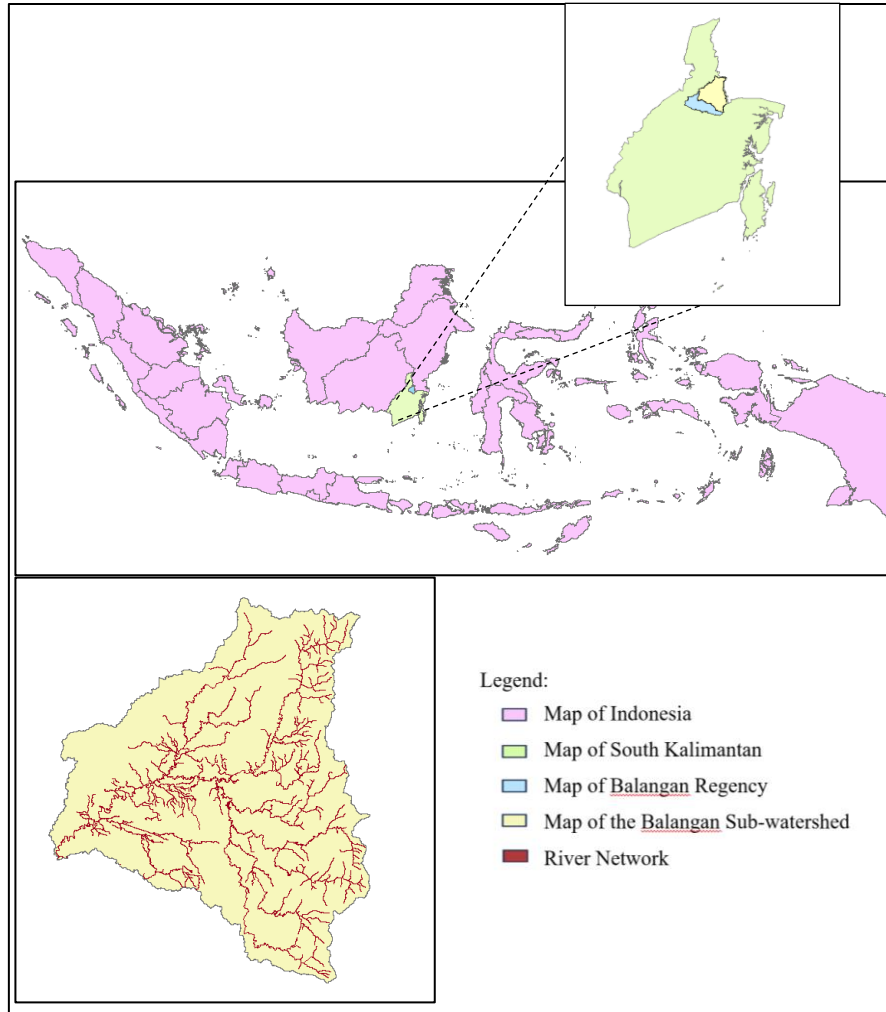 Legend:
Map of Indonesia
Map of South Kalimantan
Map of Balangan Regency
Map of the Balangan Sub-watershed
River Network